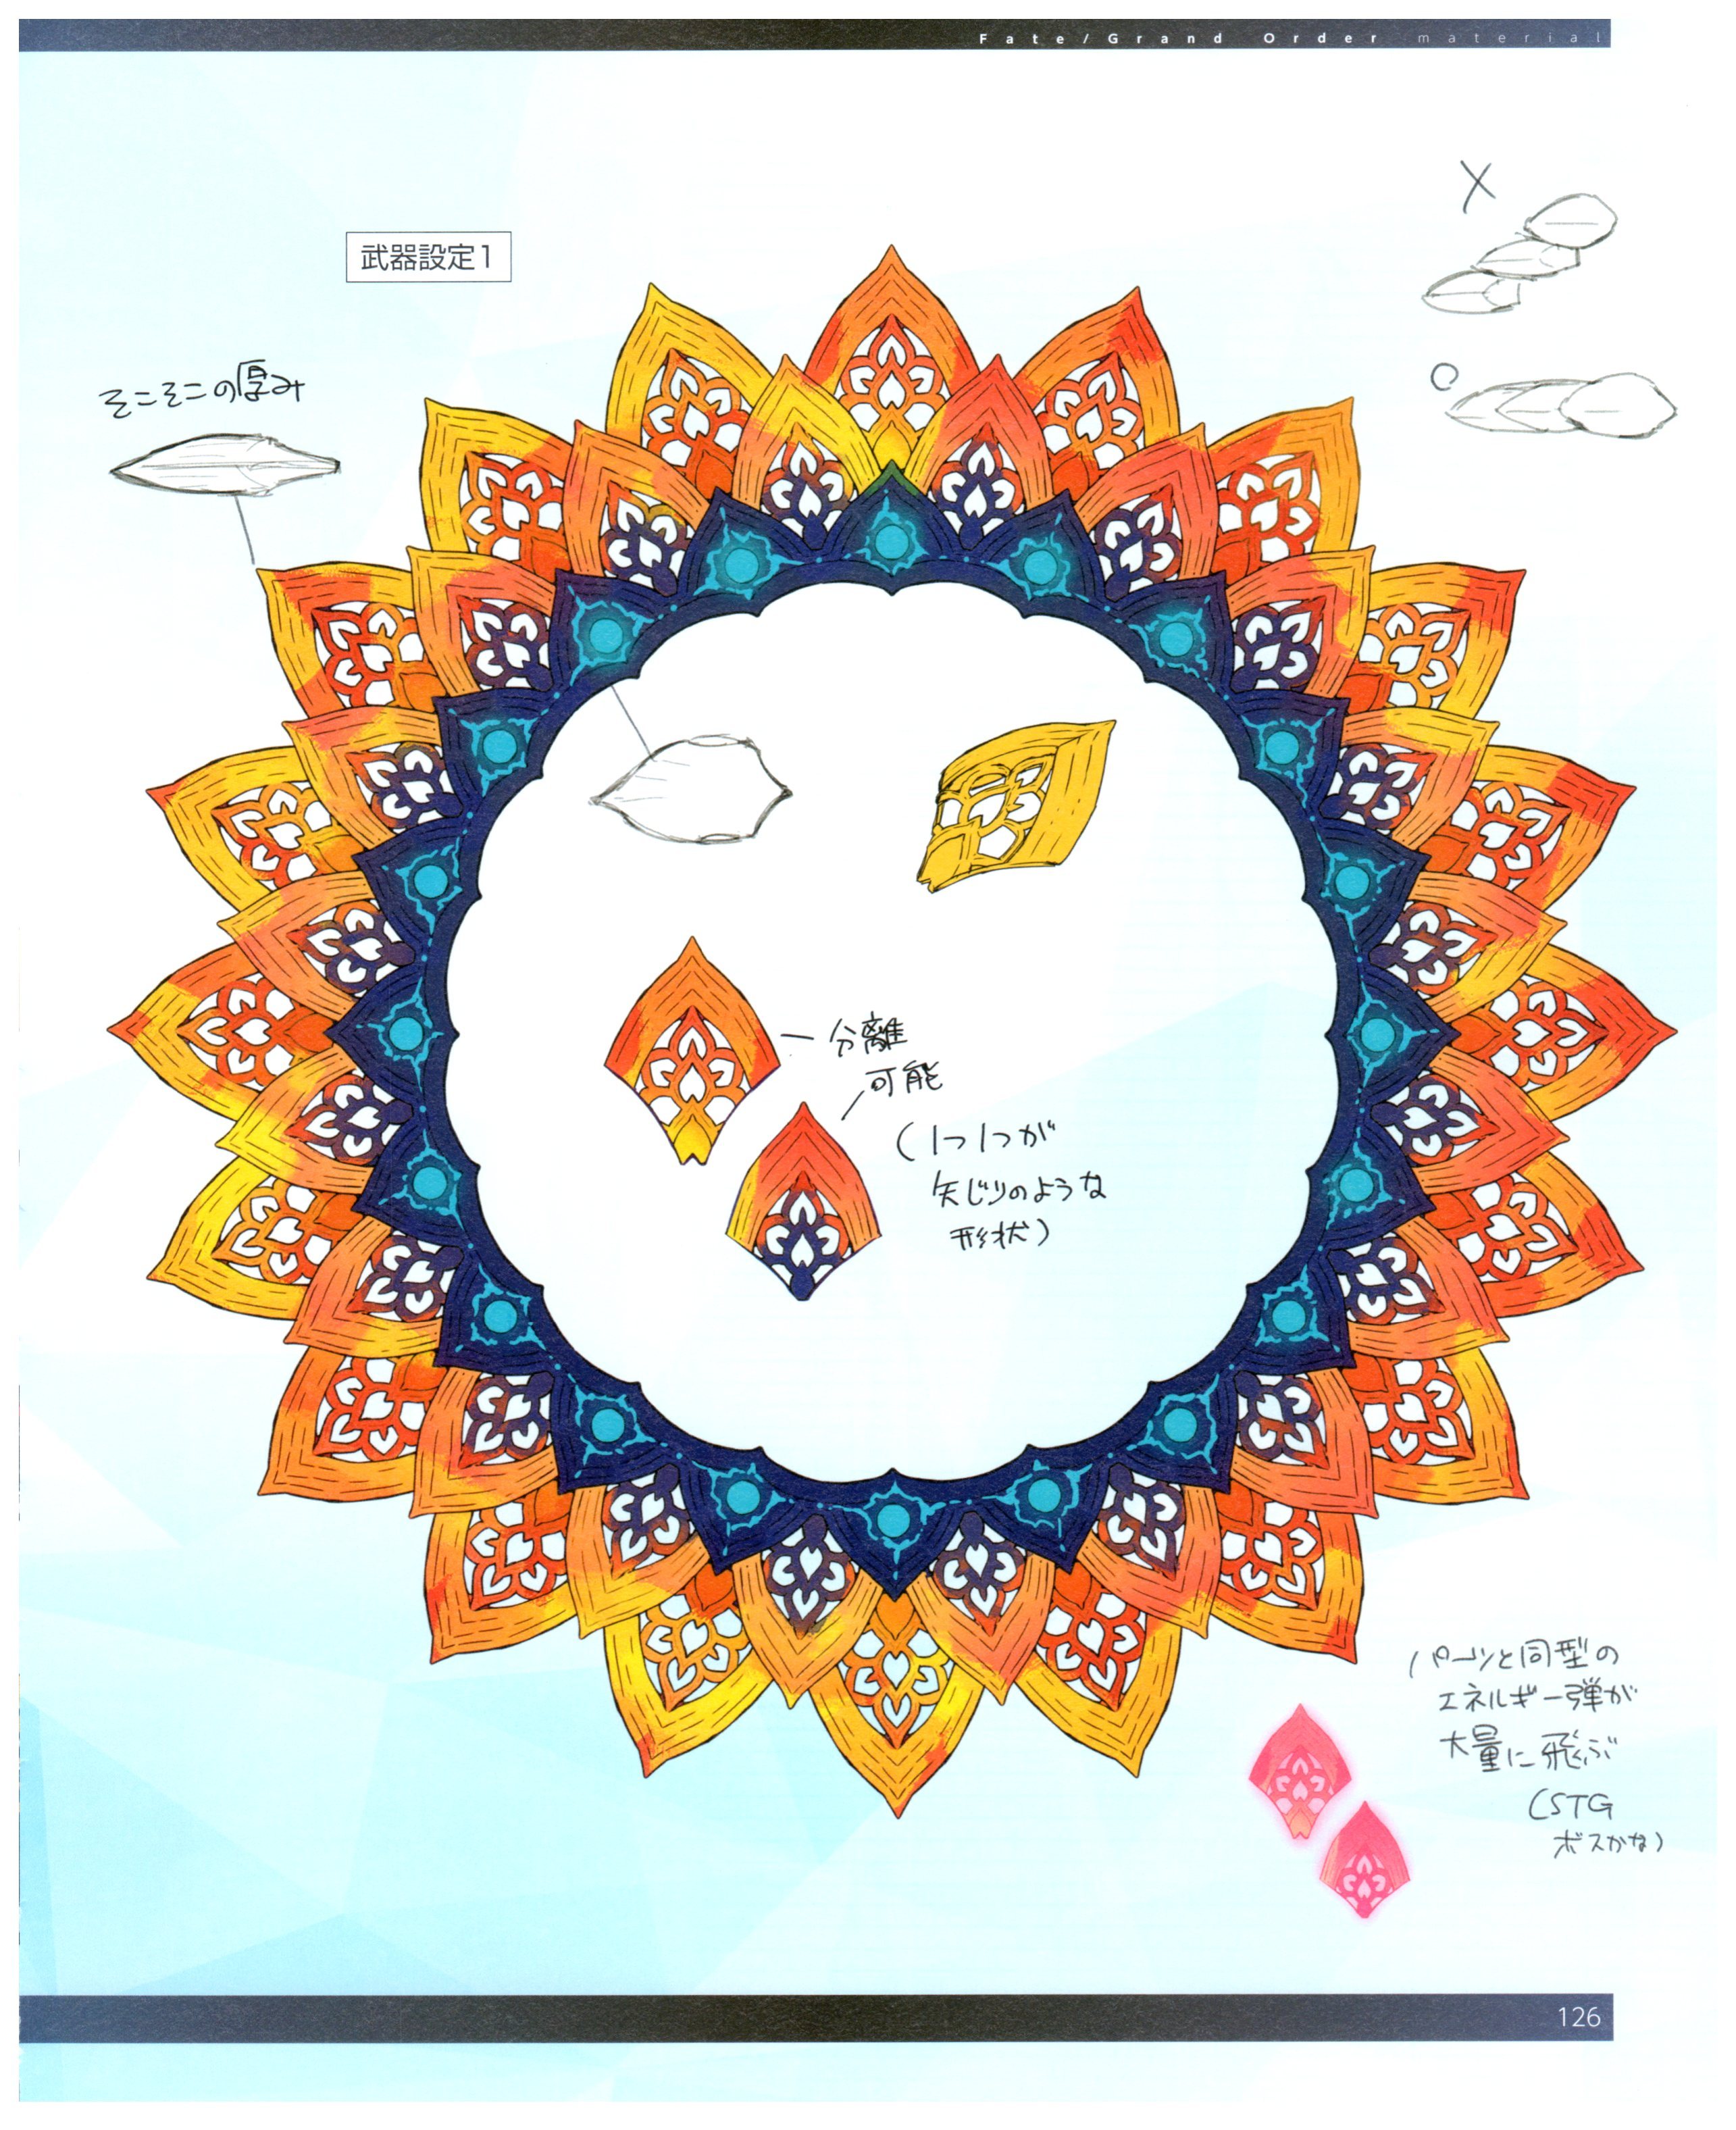 Fate/Grand Order material
武器設定1
そこそこの厚み
X
○
分離
可能
(1つ1つが
矢じりのような
形状)
パーツと同型の
エネルギー弾が
大量に飛ぶ
(STG
ボスかな)
126